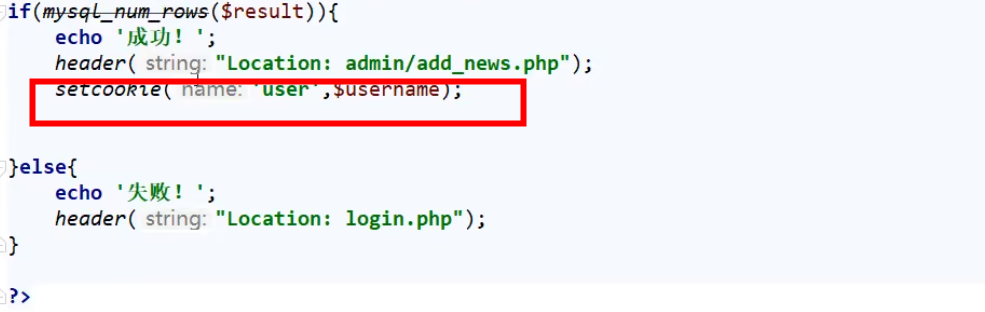 if(mysql_num_rows($result)){
    echo '成功！';
    header( string: "Location: admin/add_news.php");
    setcookie( name: 'user',$username);
}else{
    echo '失败！';
    header( string: "Location: login.php");
}
?>